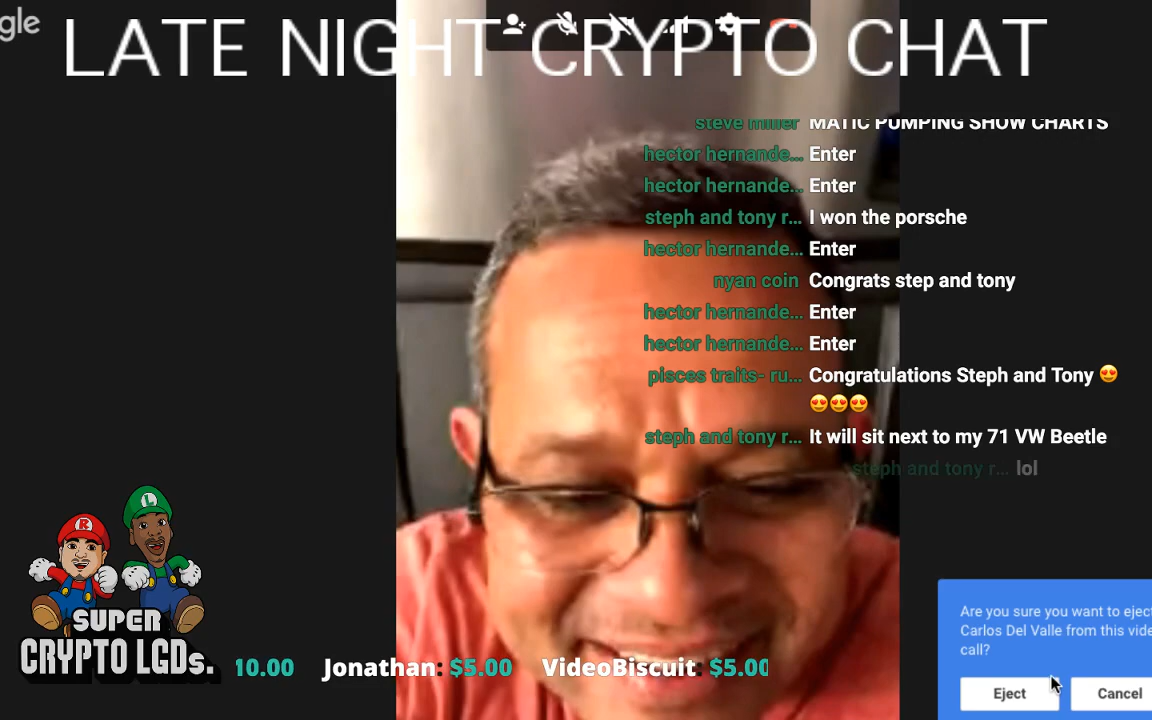 gle
LATE NIGHT CRYPTO CHAT
steve miller MATIC PUMPING SHOW CHARTS
hector hernande... Enter
hector hernande... Enter
steph and tony r... I won the porsche
hector hernande... Enter
nyan coin Congrats step and tony
hector hernande... Enter
hector hernande... Enter
pisces traits- ru... Congratulations Steph and Tony 😍
😍😍😍
steph and tony r... It will sit next to my 71 VW Beetle
steph and tony r... lol
R
L
SUPER
CRYPTO LGDs.
10.00 Jonathan: $5.00 VideoBiscuit: $5.00
Are you sure you want to eject
Carlos Del Valle from this vide
call?
Eject Cancel